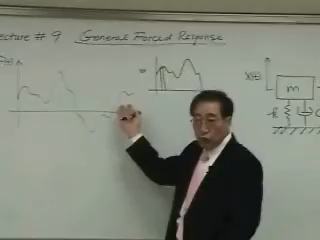 Lecture # 9 General Forced Response
F(t)
=
X(t)
m
k
C